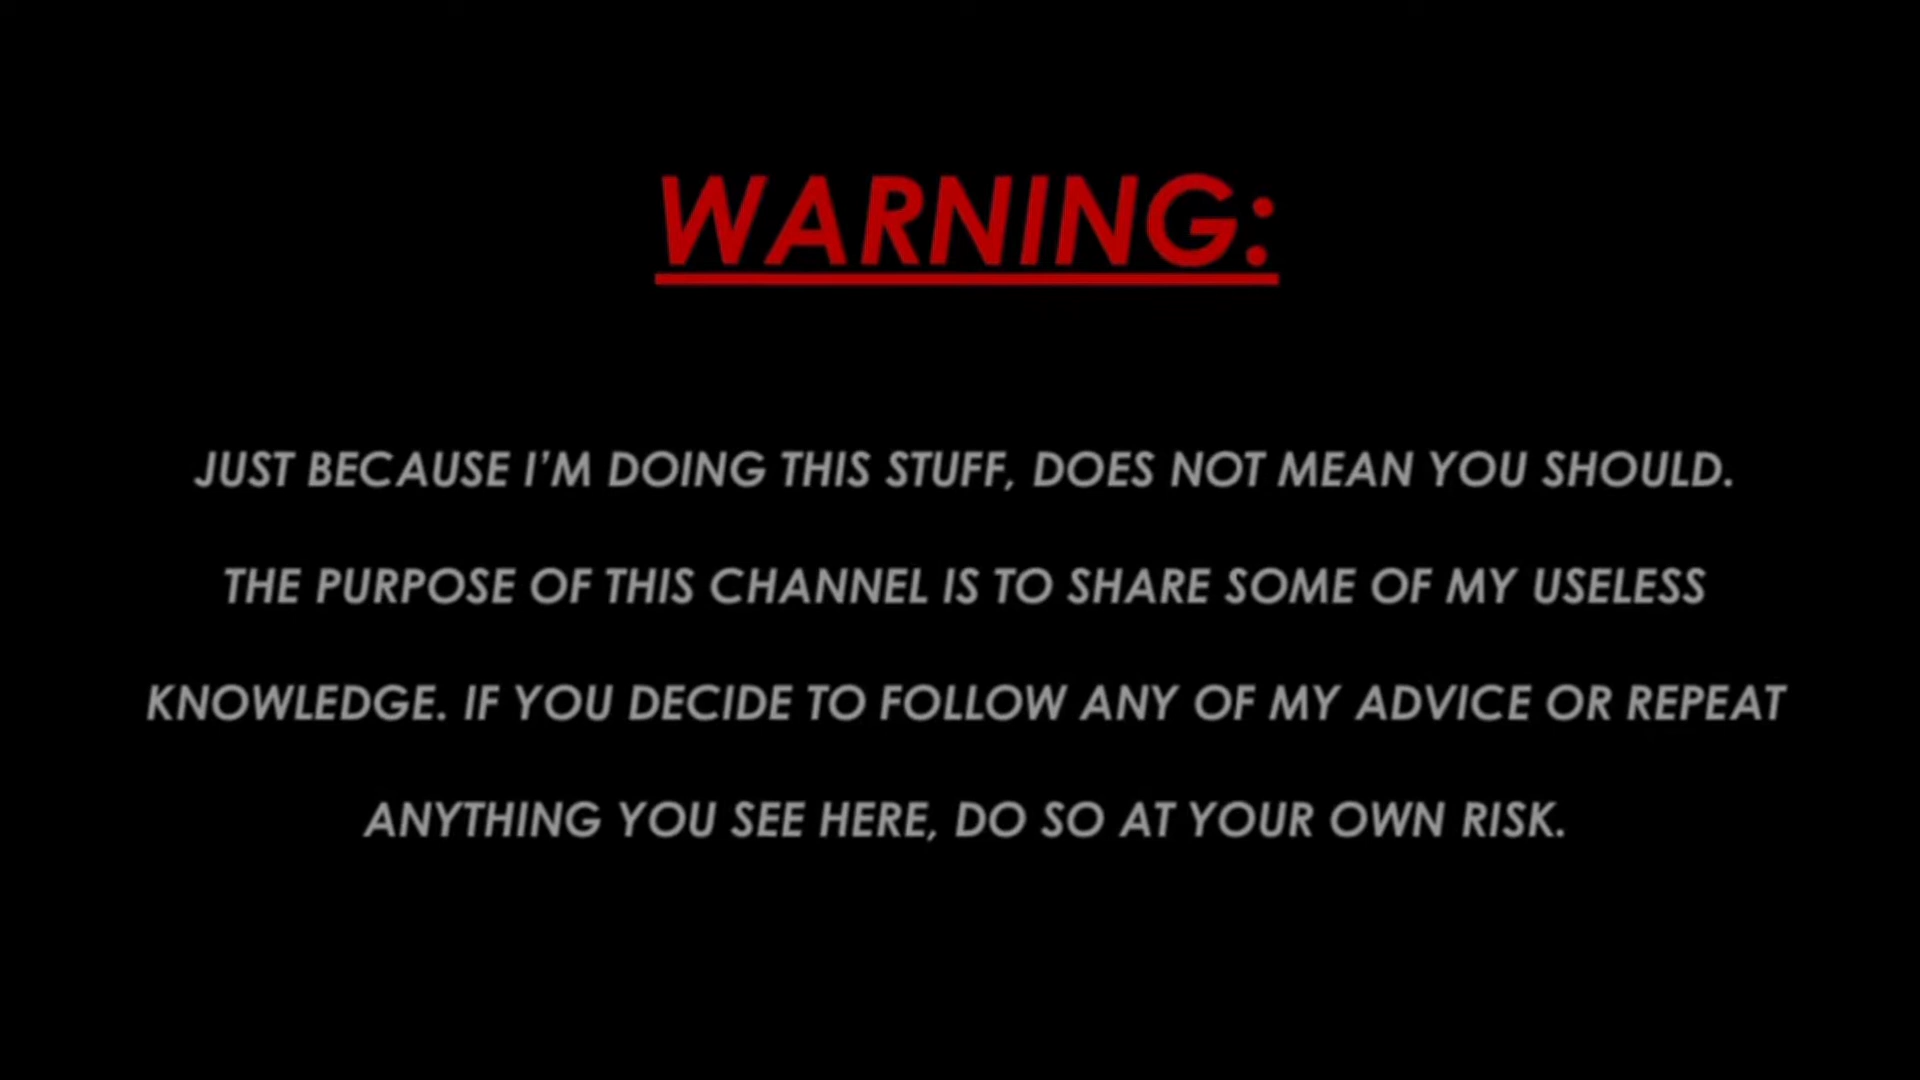 WARNING:
JUST BECAUSE I’M DOING THIS STUFF, DOES NOT MEAN YOU SHOULD.
THE PURPOSE OF THIS CHANNEL IS TO SHARE SOME OF MY USELESS
KNOWLEDGE. IF YOU DECIDE TO FOLLOW ANY OF MY ADVICE OR REPEAT
ANYTHING YOU SEE HERE, DO SO AT YOUR OWN RISK.